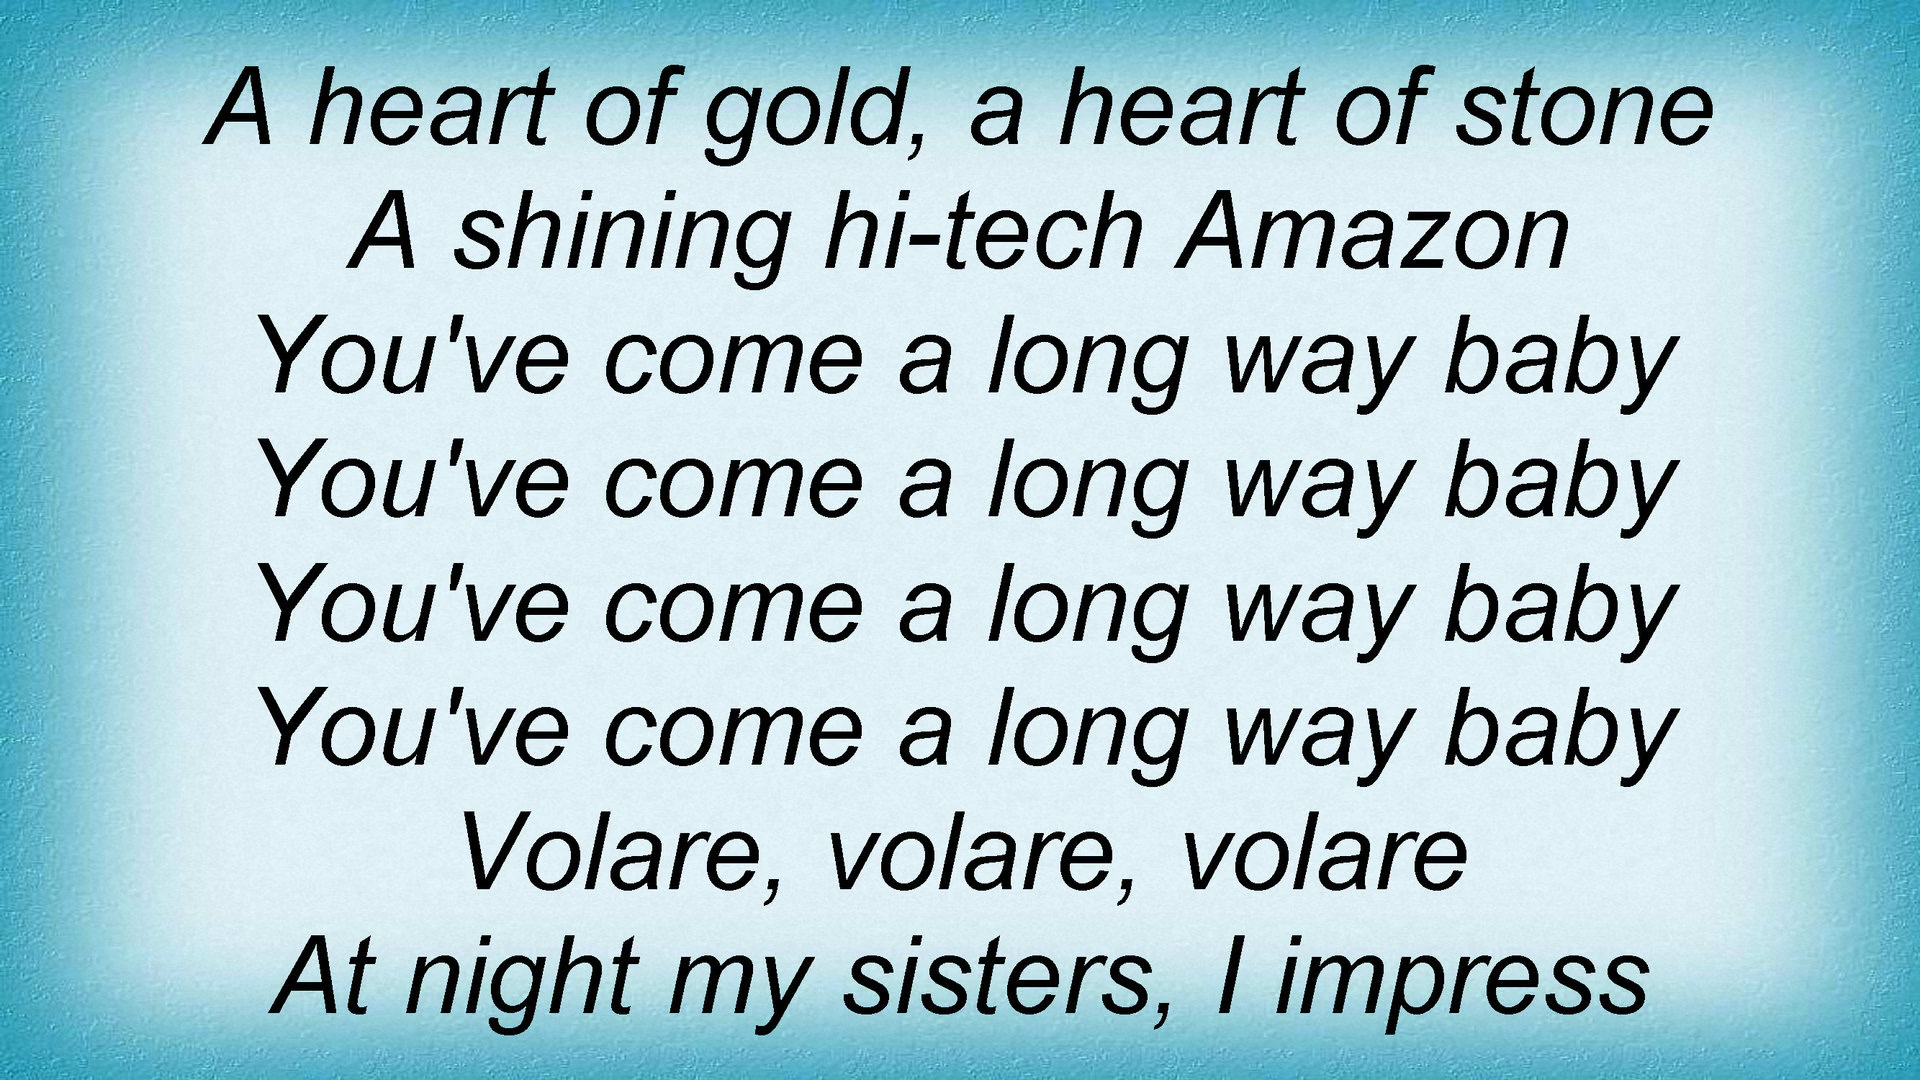 A heart of gold, a heart of stone
A shining hi-tech Amazon
You've come a long way baby
You've come a long way baby
You've come a long way baby
You've come a long way baby
Volare, volare, volare
At night my sisters, I impress